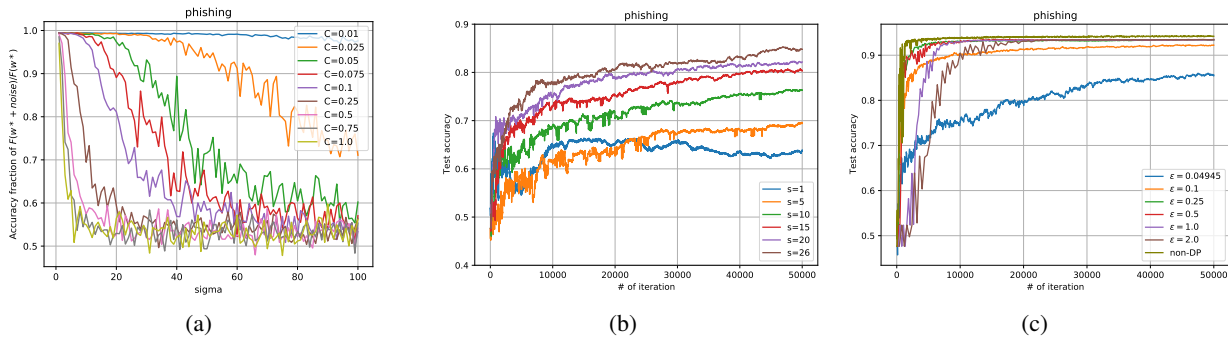 phishing
Accuracy fraction of F(w* + noise)/F(w*)
1.0
0.9
0.8
0.7
0.6
0.5
0
20
40
60
80
100
sigma
C=0.01
C=0.025
C=0.05
C=0.075
C=0.1
C=0.25
C=0.5
C=0.75
C=1.0
(a)
phishing
Test accuracy
0.9
0.8
0.7
0.6
0.5
0.4
0
10000
20000
30000
40000
50000
# of iteration
s=1
s=5
s=10
s=15
s=20
s=26
(b)
phishing
Test accuracy
0.9
0.8
0.7
0.6
0.5
0
10000
20000
30000
40000
50000
# of iteration
ε = 0.04945
ε = 0.1
ε = 0.25
ε = 0.5
ε = 1.0
ε = 2.0
non-DP
(c)